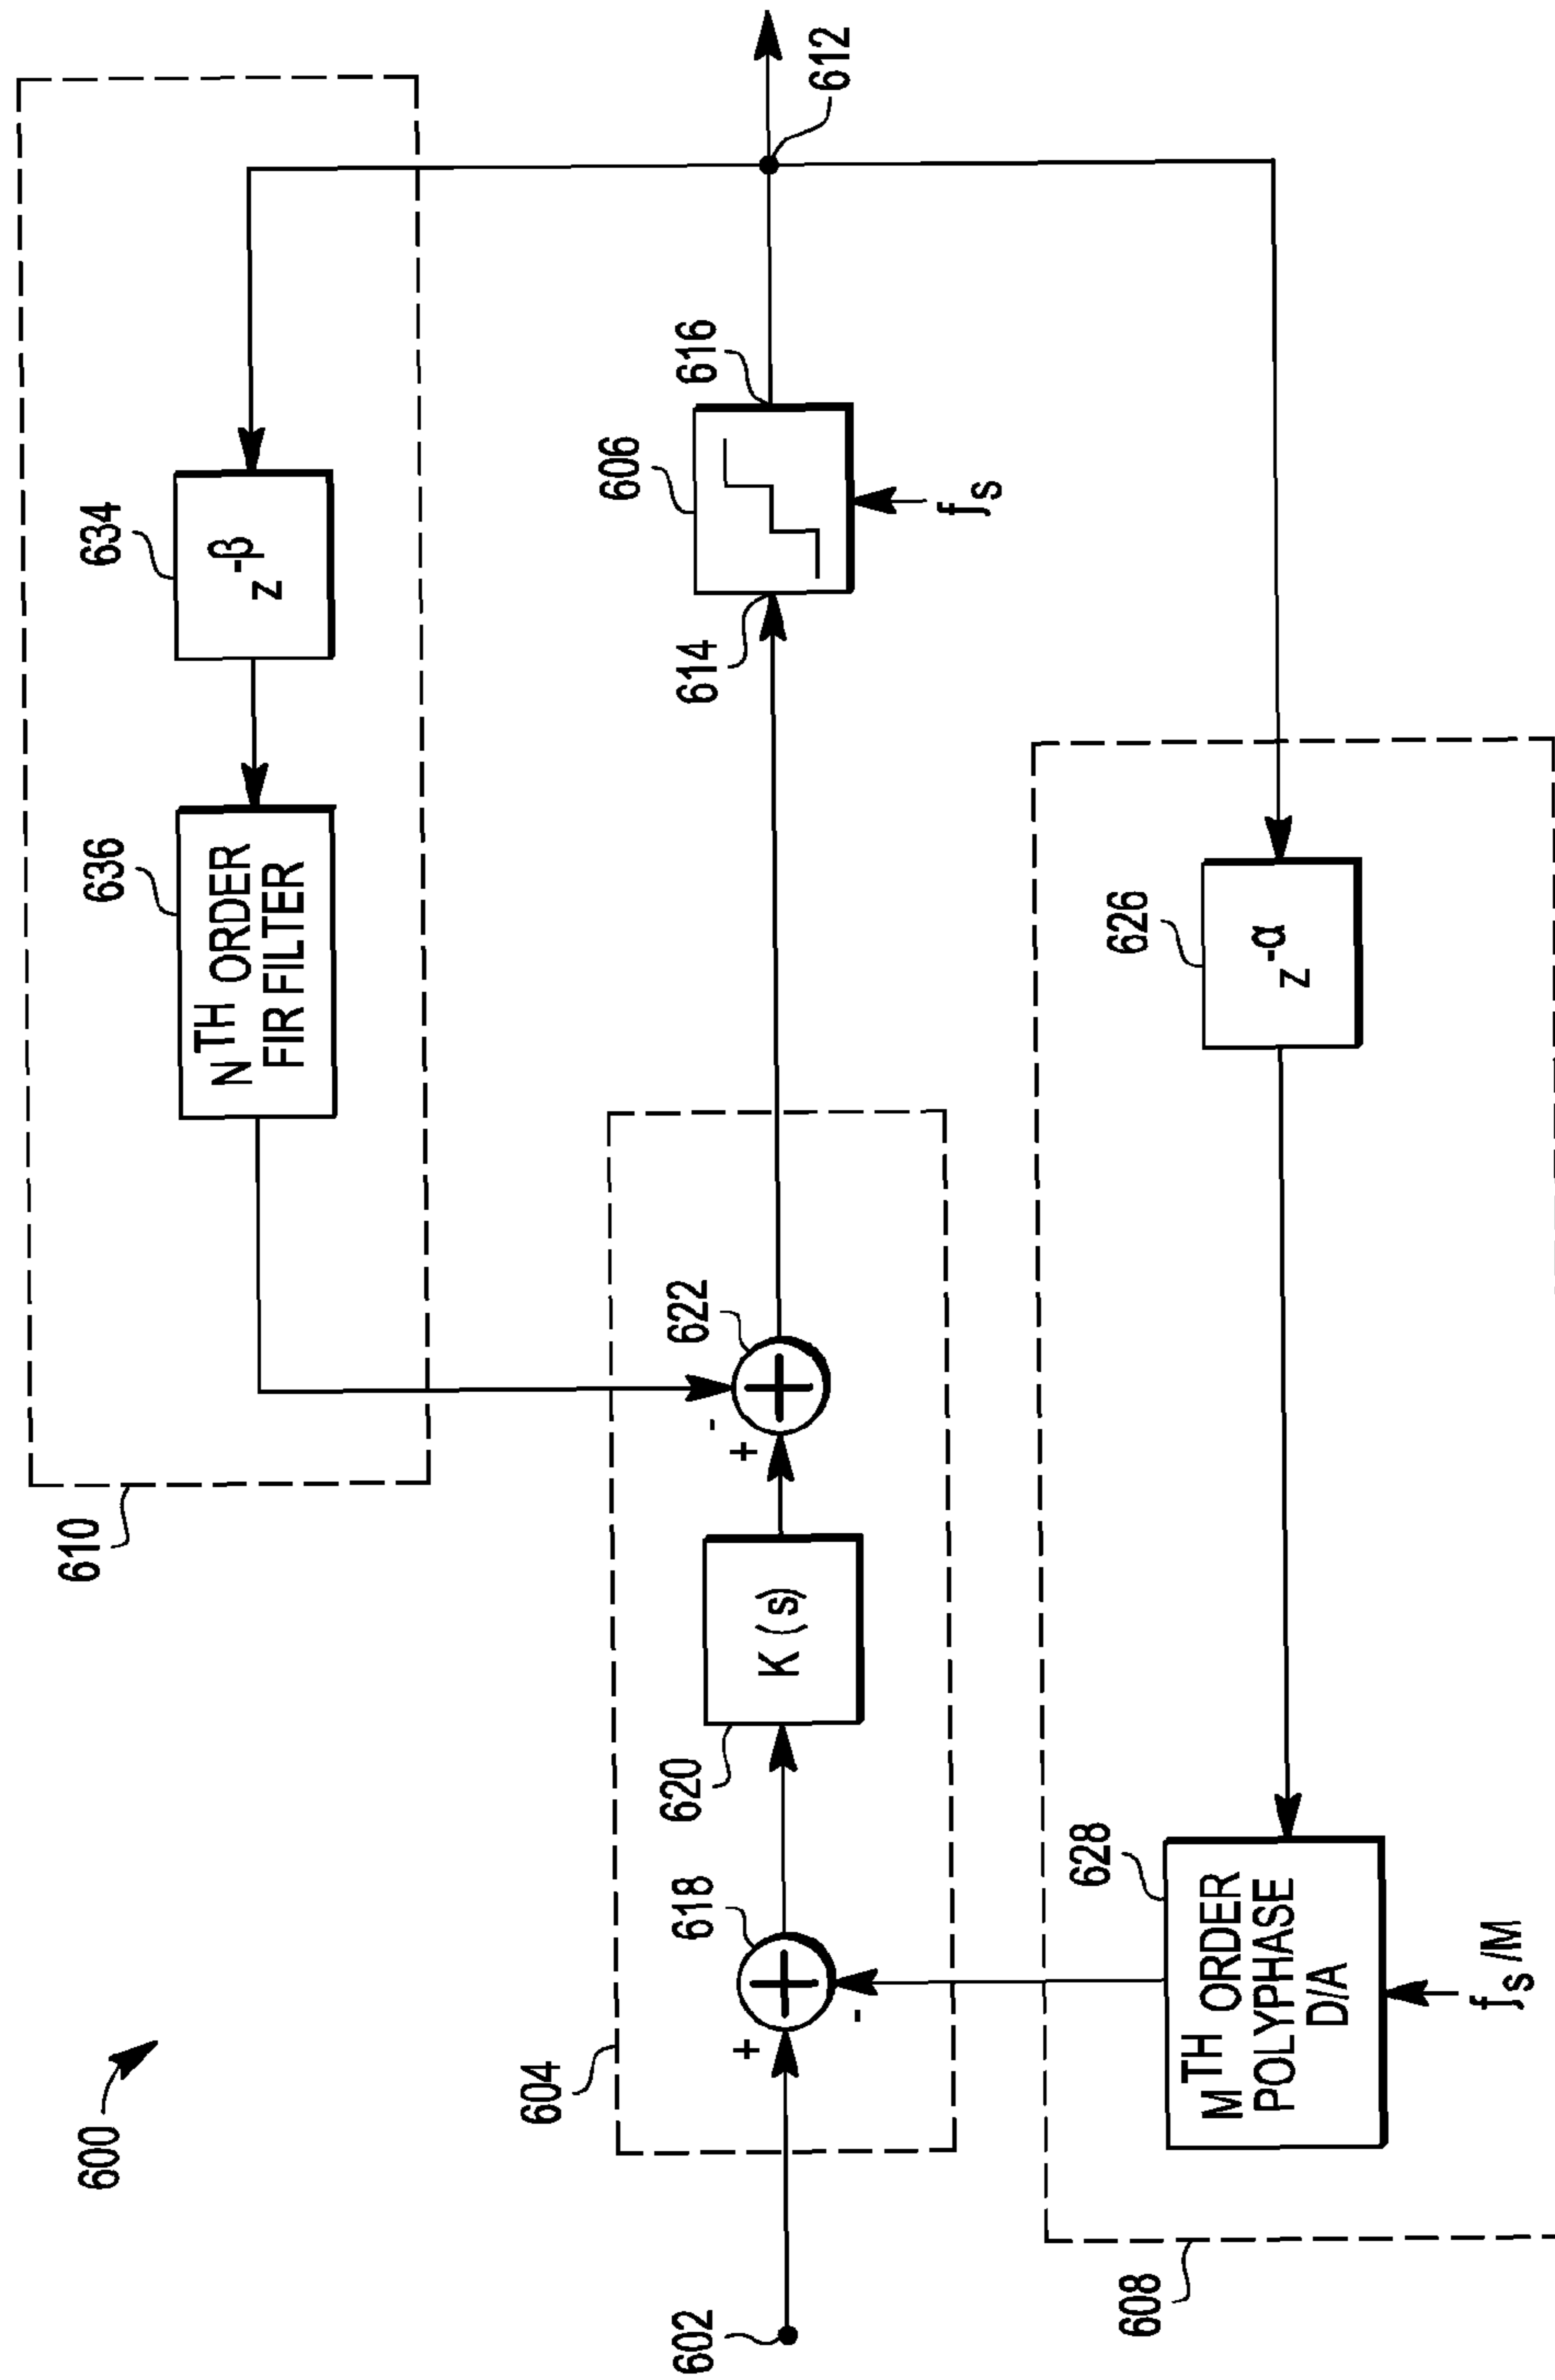 600
610
636
634
N^TH ORDER
FIR FILTER
z^-β
604
602
618
620
622
614
606
616
612
+
-
K (s)
+
-
f_s
608
628
626
M^TH ORDER
POLYPHASE
D/A
z^-α
f_s/M